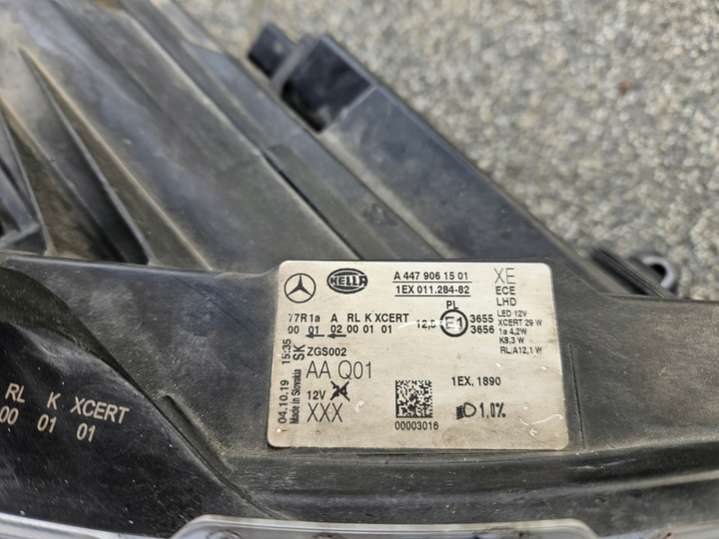 HELLA
A 447 906 15 01
1EX 011.284-82
XE
ECE
LHD
LED 12V
XCERT 29 W
1a 4,2W
K8,3 W
RL/A12,1 W
PL
77R1a A RL K XCERT
00 01 02 00 01 01
12,5 E1
3655
3656
04.10.19 15:35
Made in Slovakia SK
ZGS002
AA Q01
12V
XXX
1EX.1890
00003016
1,0%
RL K XCERT
00 01 01